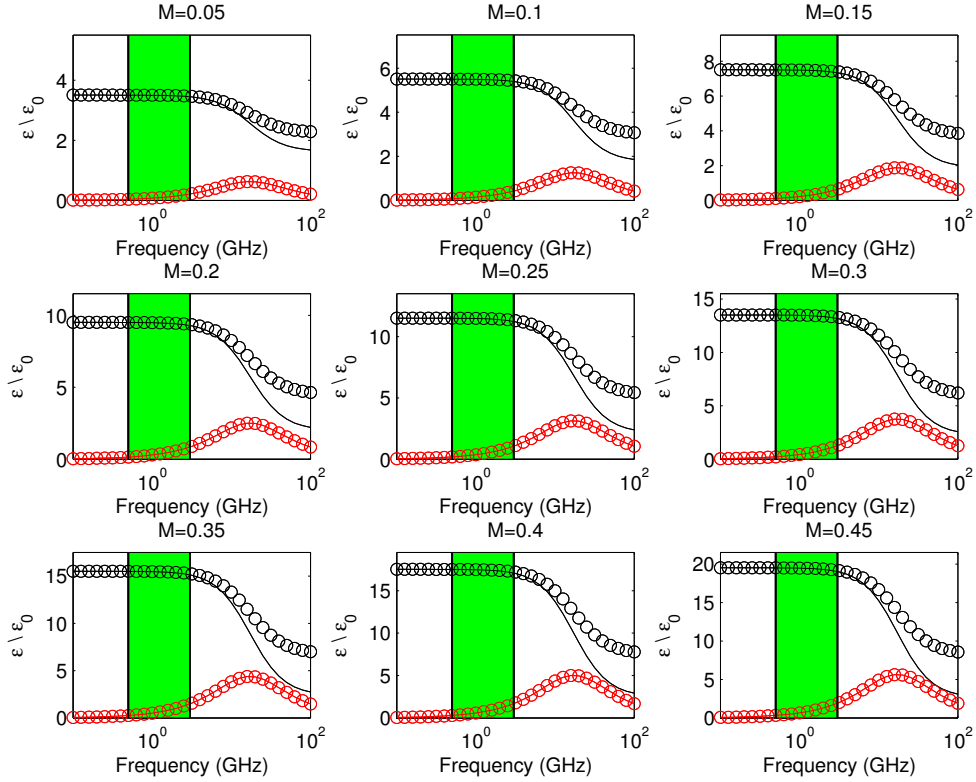 M=0.05
M=0.1
M=0.15
4
2
0
ε \ ε0
10^0
10^2
Frequency (GHz)
6
4
2
0
ε \ ε0
10^0
10^2
Frequency (GHz)
8
6
4
2
0
ε \ ε0
10^0
10^2
Frequency (GHz)
M=0.2
M=0.25
M=0.3
10
5
0
ε \ ε0
10^0
10^2
Frequency (GHz)
10
5
0
ε \ ε0
10^0
10^2
Frequency (GHz)
15
10
5
0
ε \ ε0
10^0
10^2
Frequency (GHz)
M=0.35
M=0.4
M=0.45
15
10
5
0
ε \ ε0
10^0
10^2
Frequency (GHz)
15
10
5
0
ε \ ε0
10^0
10^2
Frequency (GHz)
20
15
10
5
0
ε \ ε0
10^0
10^2
Frequency (GHz)